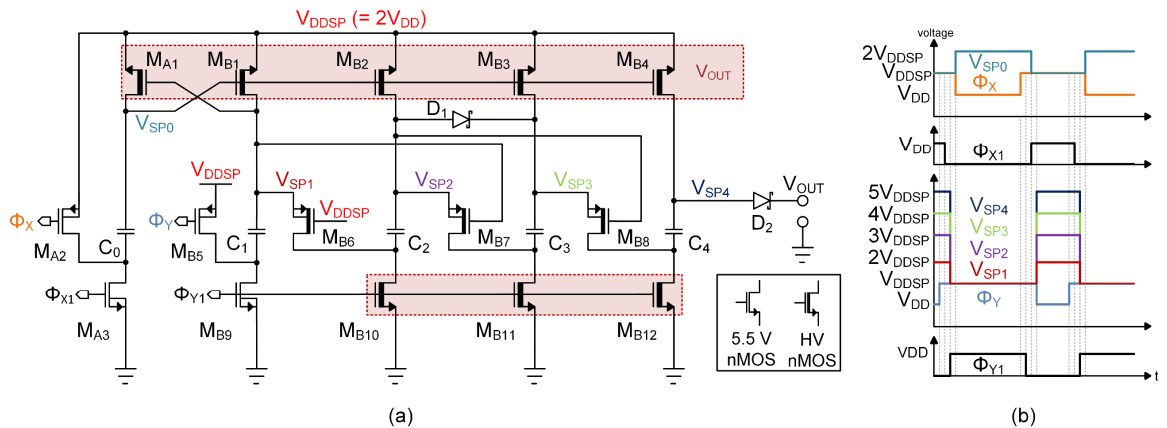 V_DDSP (= 2V_DD)
M_A1
M_B1
M_B2
M_B3
M_B4
V_OUT
D_1
V_SP0
V_DDSP
V_SP1
V_DDSP
V_SP2
V_SP3
V_SP4
V_OUT
D_2
Φ_X
M_A2
C_0
Φ_Y
M_B5
C_1
M_B6
C_2
M_B7
C_3
M_B8
C_4
Φ_X1
M_A3
Φ_Y1
M_B9
M_B10
M_B11
M_B12
5.5 V
nMOS
HV
nMOS
(a)
voltage
2V_DDSP
V_DDSP
V_DD
V_SP0
Φ_X
V_DD
Φ_X1
5V_DDSP
4V_DDSP
3V_DDSP
2V_DDSP
V_DDSP
V_DD
V_SP4
V_SP3
V_SP2
V_SP1
Φ_Y
VDD
Φ_Y1
t
(b)